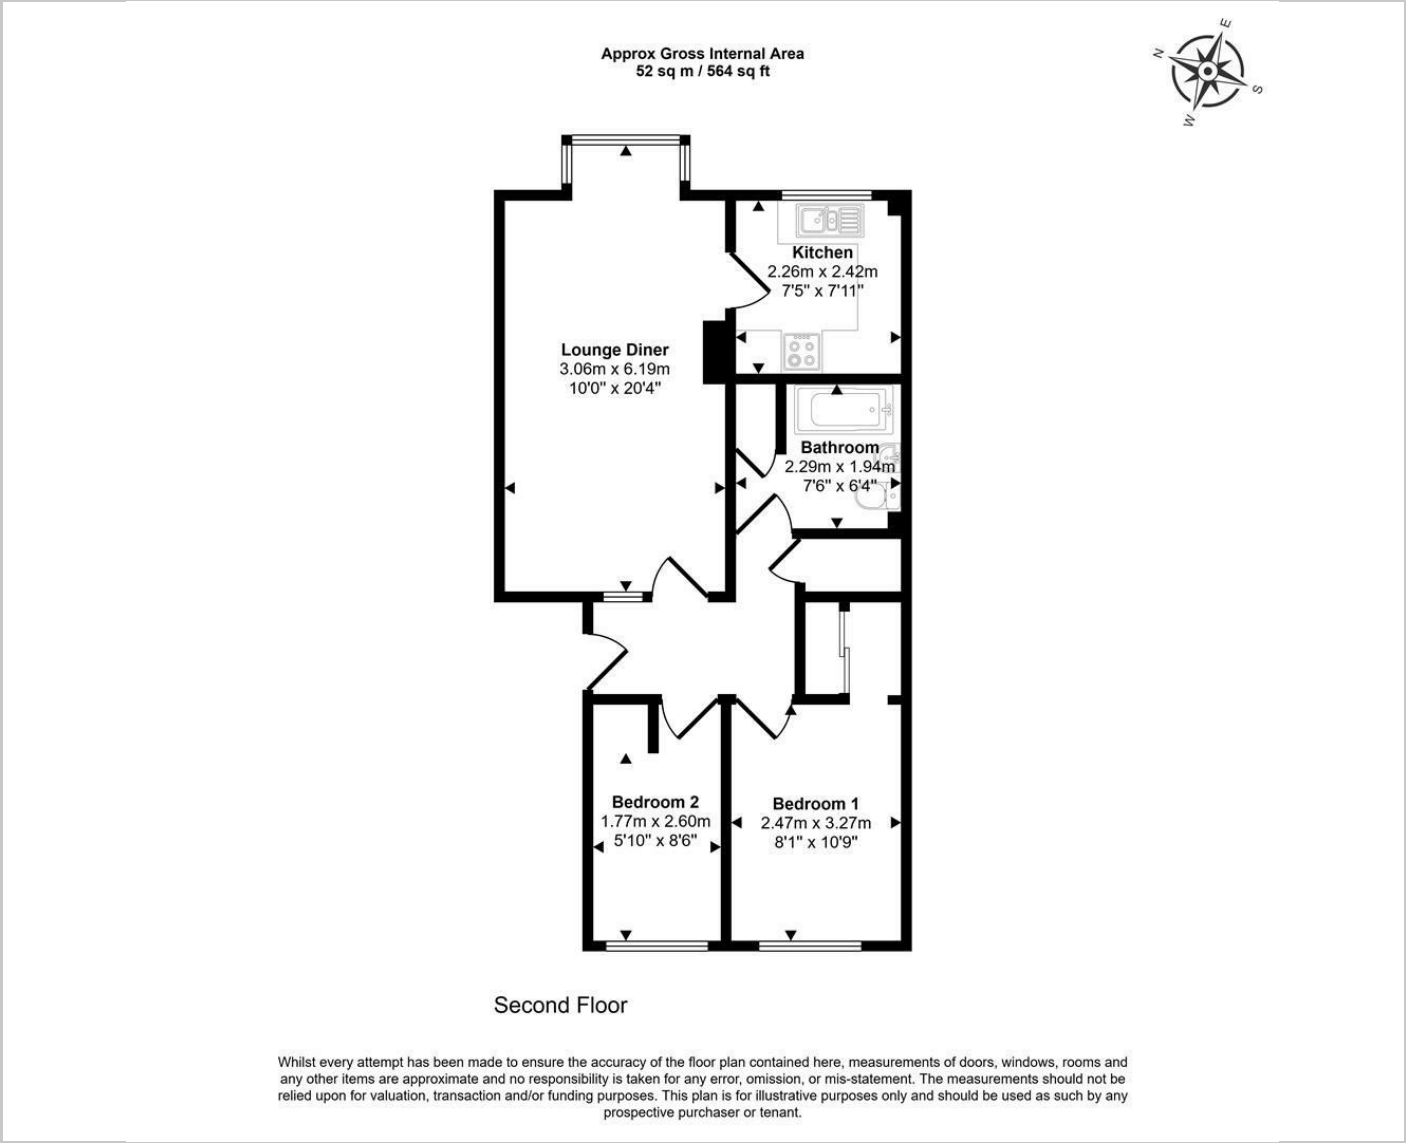 Approx Gross Internal Area
52 sq m / 564 sq ft
E
N
S
W
Kitchen
2.26m x 2.42m
7'5" x 7'11"
Lounge Diner
3.06m x 6.19m
10'0" x 20'4"
Bathroom
2.29m x 1.94m
7'6" x 6'4"
Bedroom 2
1.77m x 2.60m
5'10" x 8'6"
Bedroom 1
2.47m x 3.27m
8'1" x 10'9"
Second Floor
Whilst every attempt has been made to ensure the accuracy of the floor plan contained here, measurements of doors, windows, rooms and
any other items are approximate and no responsibility is taken for any error, omission, or mis-statement. The measurements should not be
relied upon for valuation, transaction and/or funding purposes. This plan is for illustrative purposes only and should be used as such by any
prospective purchaser or tenant.